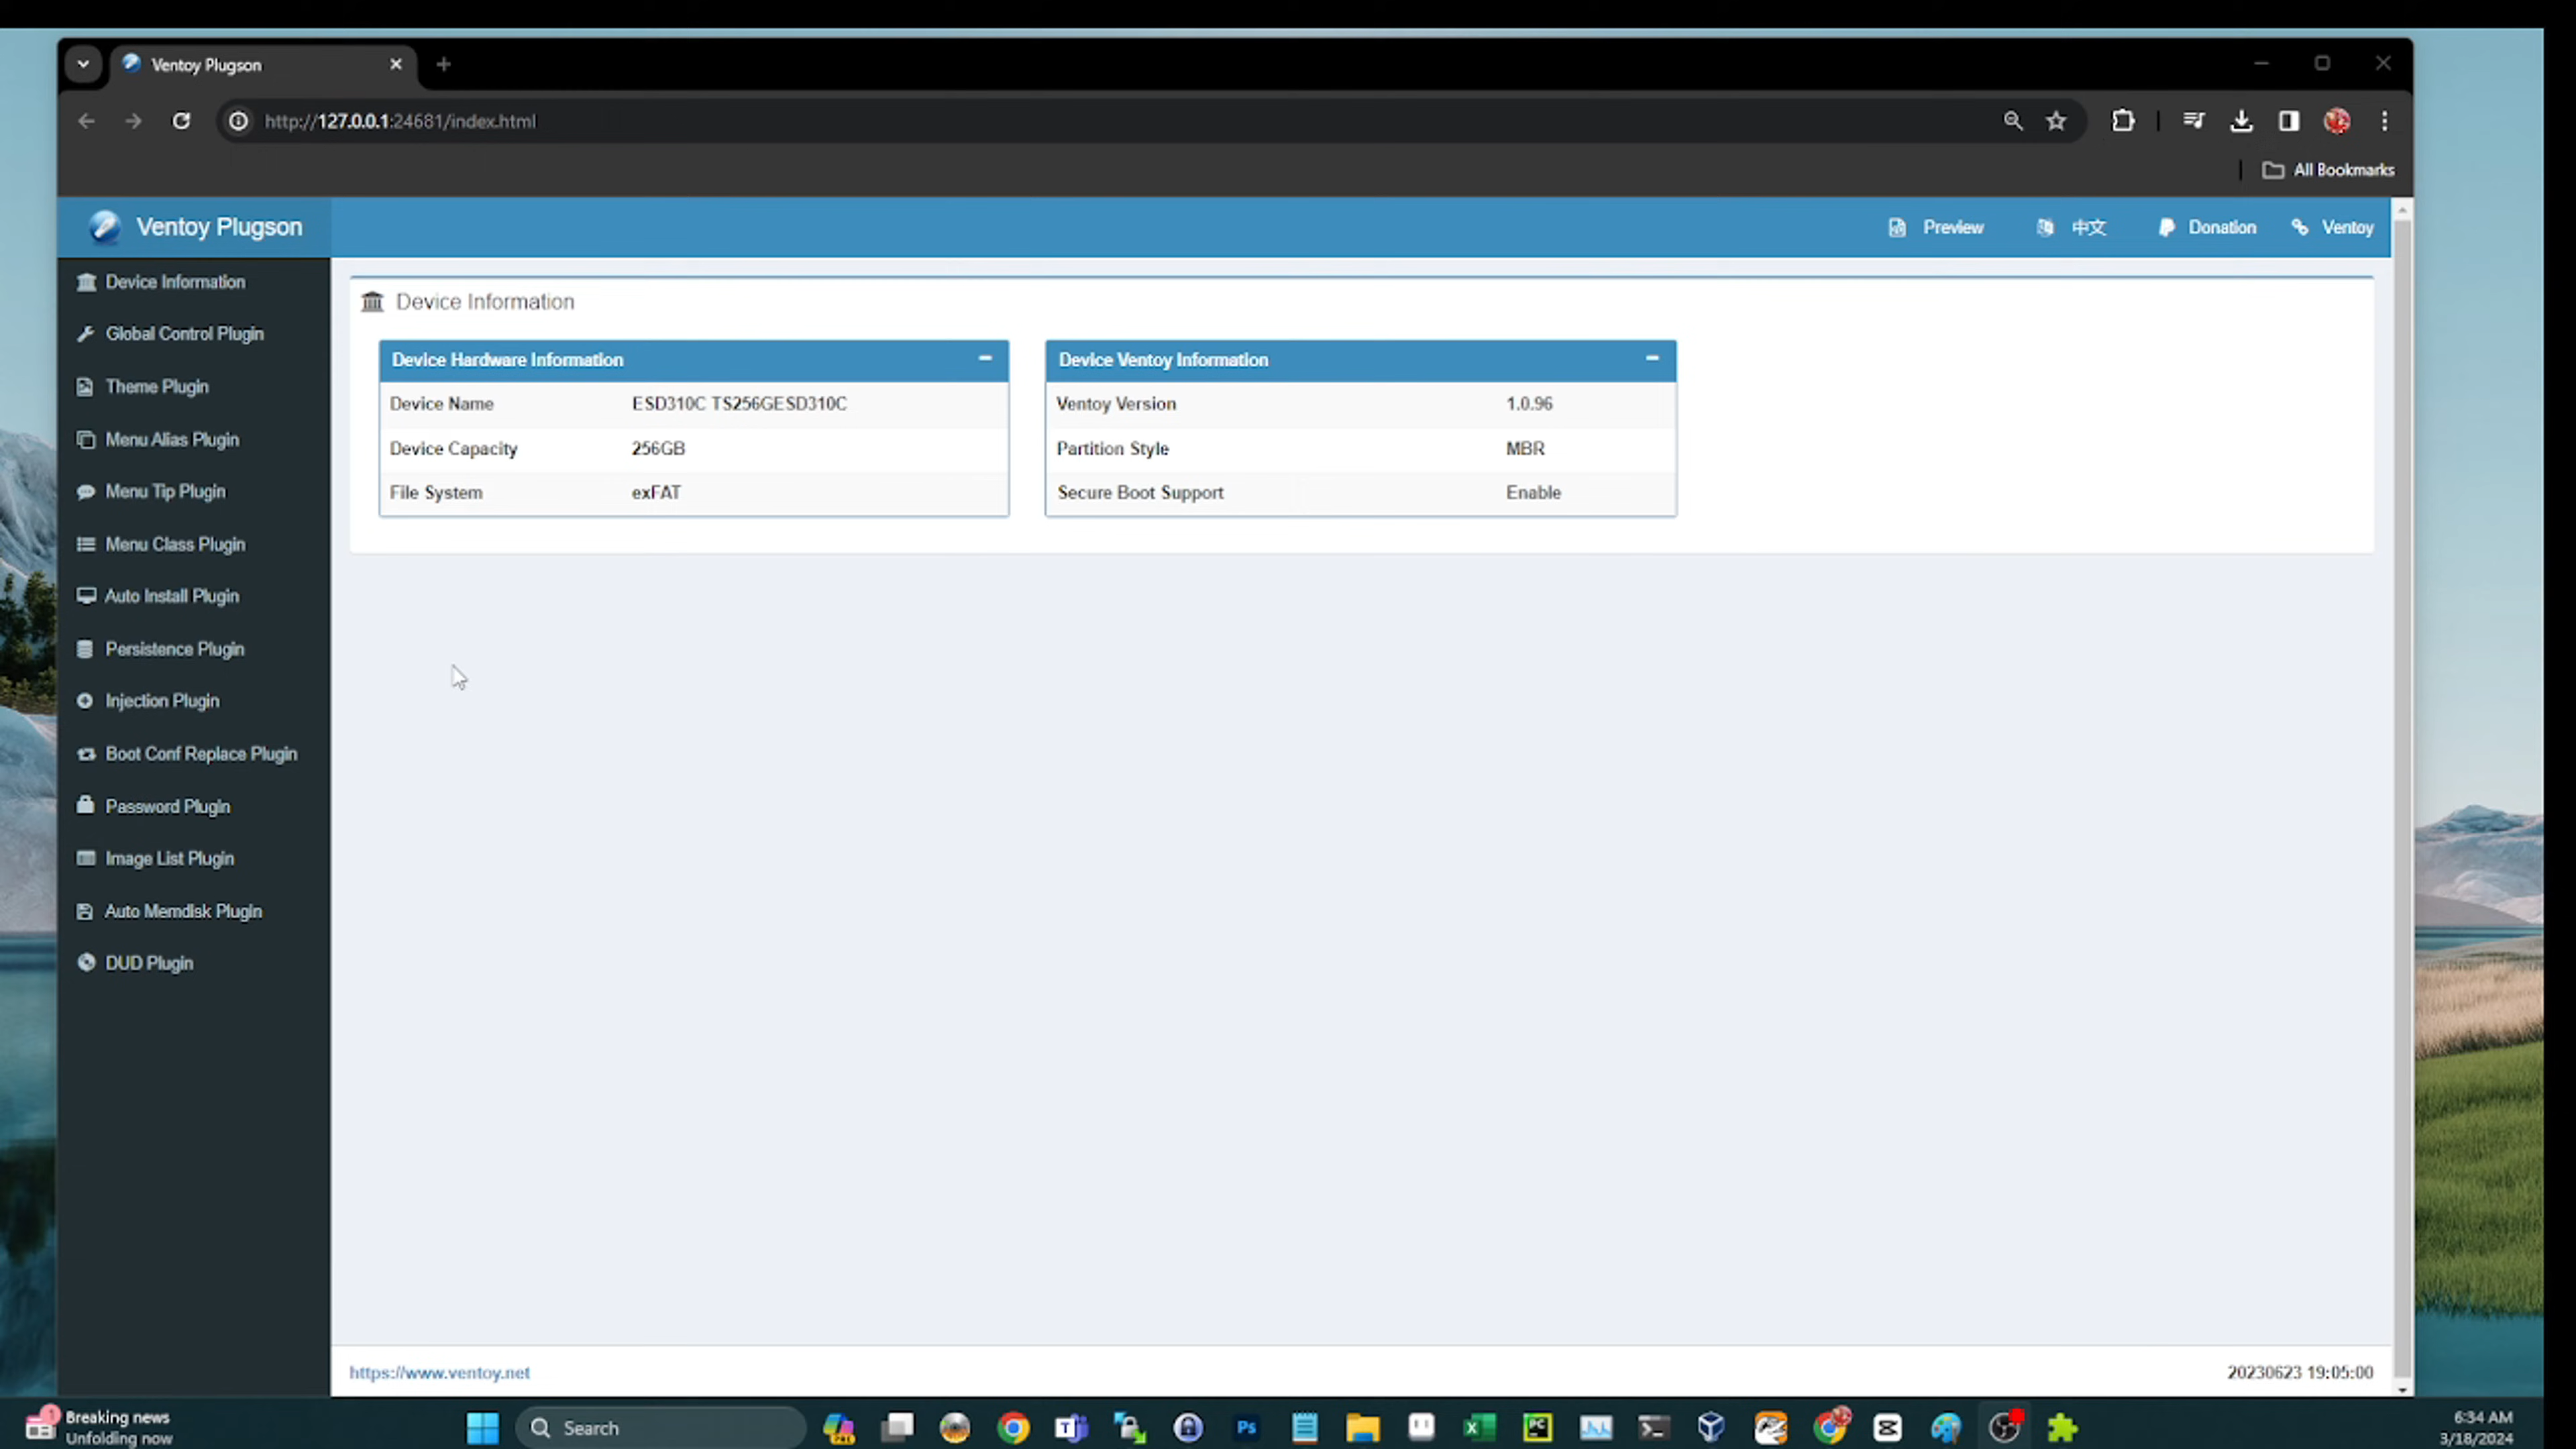 Ventoy Plugson
http://127.0.0.1:24681/index.html
All Bookmarks
Ventoy Plugson
Preview
中文
Donation
Ventoy
Device Information
Global Control Plugin
Theme Plugin
Menu Alias Plugin
Menu Tip Plugin
Menu Class Plugin
Auto Install Plugin
Persistence Plugin
Injection Plugin
Boot Conf Replace Plugin
Password Plugin
Image List Plugin
Auto Memdisk Plugin
DUD Plugin
Device Information
Device Hardware Information
Device Name ESD310C TS256GESD310C
Device Capacity 256GB
File System exFAT
Device Ventoy Information
Ventoy Version 1.0.96
Partition Style MBR
Secure Boot Support Enable
https://www.ventoy.net
20230623 19:05:00
1
Breaking news
Unfolding now
Search
Ps
PC
6:34 AM
3/18/2024